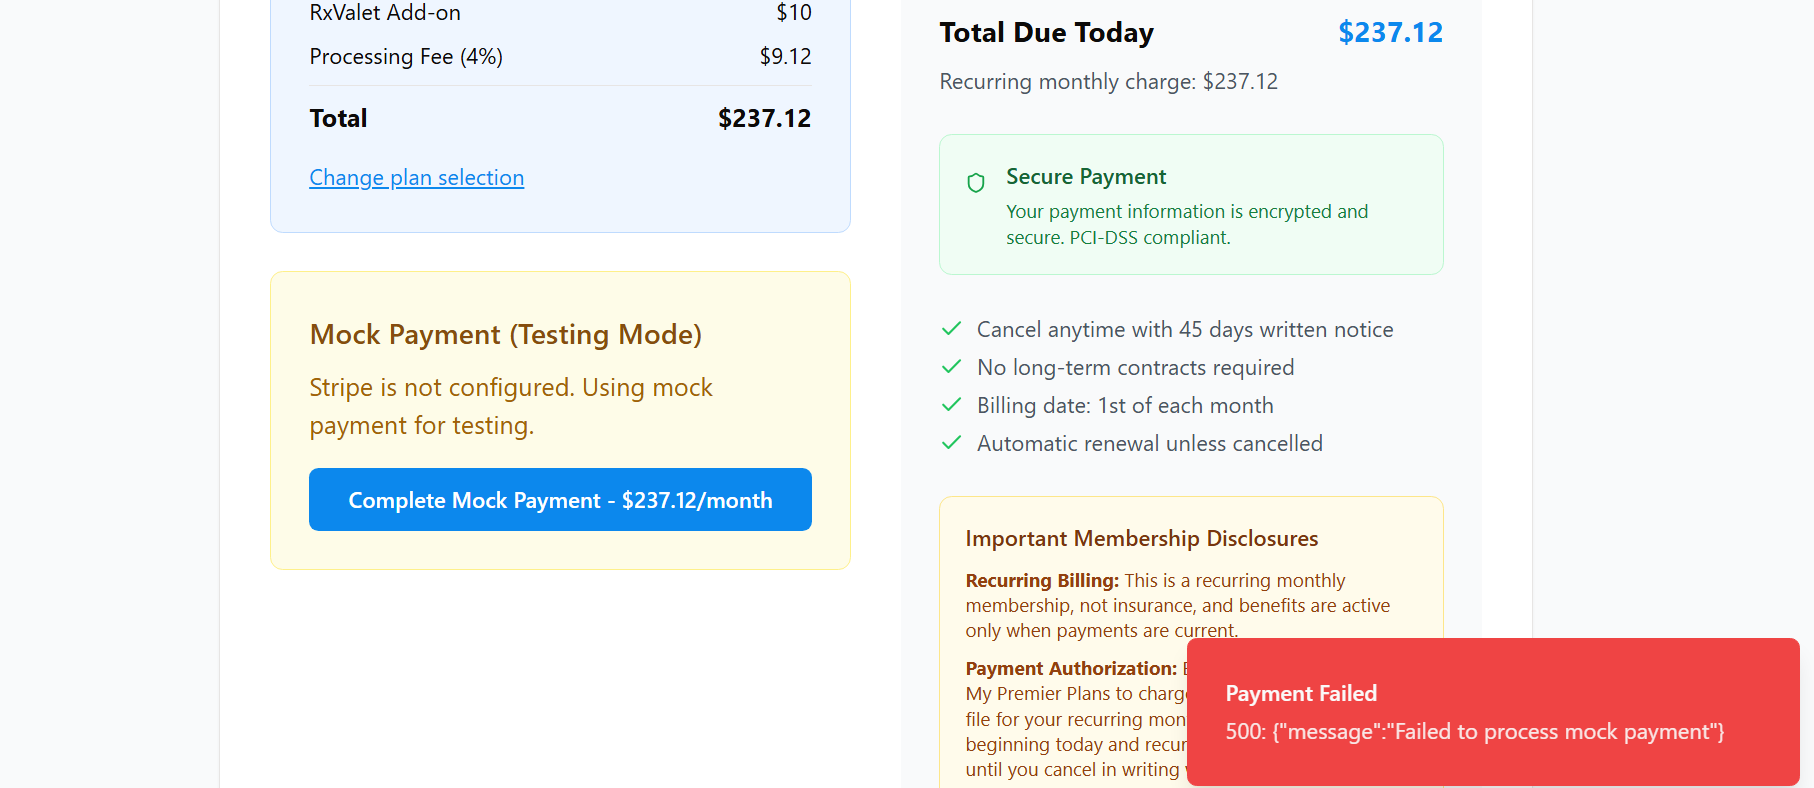 RxValet Add-on $10
Processing Fee (4%) $9.12
Total $237.12
Change plan selection
Mock Payment (Testing Mode)
Stripe is not configured. Using mock
payment for testing.
Complete Mock Payment - $237.12/month
Total Due Today $237.12
Recurring monthly charge: $237.12
Secure Payment
Your payment information is encrypted and
secure. PCI-DSS compliant.
Cancel anytime with 45 days written notice
No long-term contracts required
Billing date: 1st of each month
Automatic renewal unless cancelled
Important Membership Disclosures
Recurring Billing: This is a recurring monthly
membership, not insurance, and benefits are active
only when payments are current.
Payment Authorization:
My Premier Plans to charge
file for your recurring mon
beginning today and recur
until you cancel in writing
Payment Failed
500: {"message":"Failed to process mock payment"}